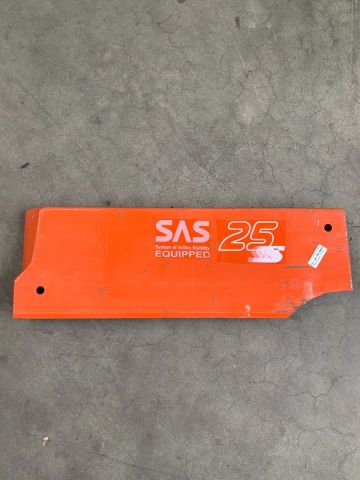 SAS
System of Active Stability
EQUIPPED
25